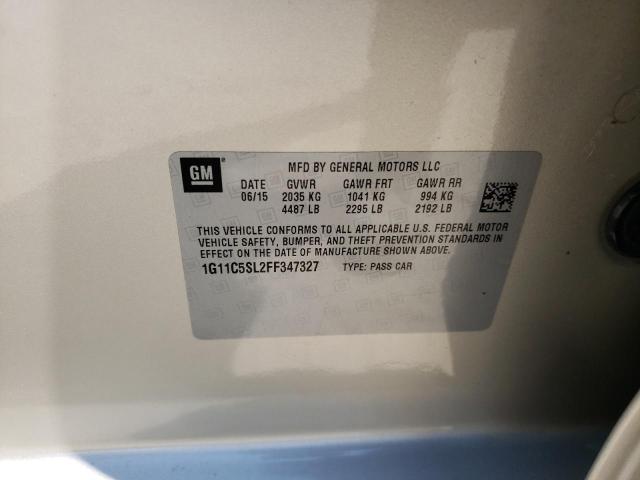 GM
MFD BY GENERAL MOTORS LLC
DATE GVWR GAWR FRT GAWR RR
06/15 2035 KG 1041 KG 994 KG
4487 LB 2295 LB 2192 LB
THIS VEHICLE CONFORMS TO ALL APPLICABLE U.S. FEDERAL MOTOR
VEHICLE SAFETY, BUMPER, AND THEFT PREVENTION STANDARDS IN
EFFECT ON THE DATE OF MANUFACTURE SHOWN ABOVE.
1G11C5SL2FF347327 TYPE: PASS CAR